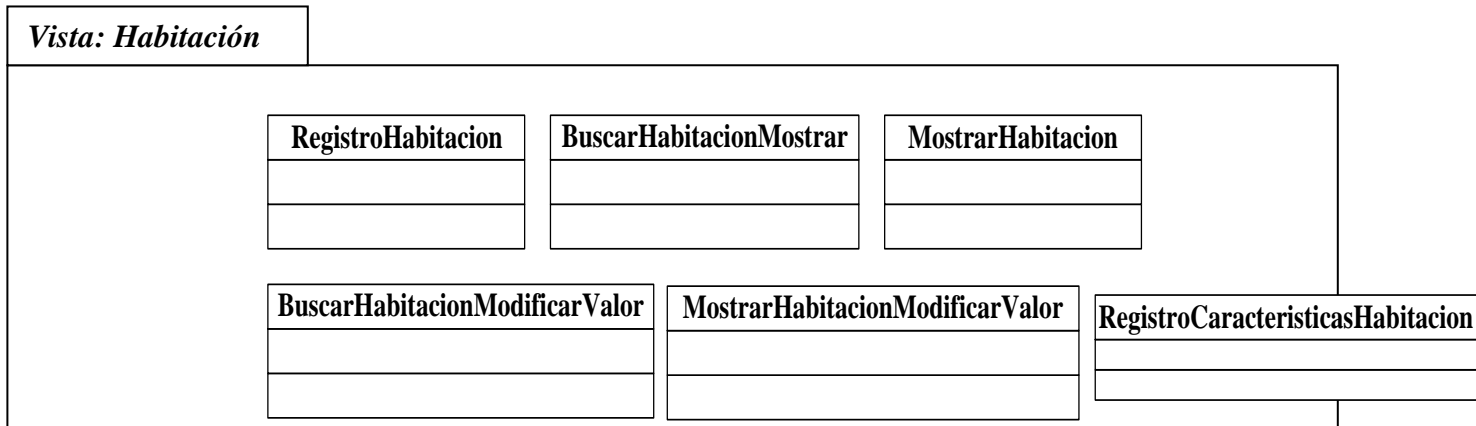 Vista: Habitación
RegistroHabitacion
BuscarHabitacionMostrar
MostrarHabitacion
BuscarHabitacionModificarValor
MostrarHabitacionModificarValor
RegistroCaracteristicasHabitacion